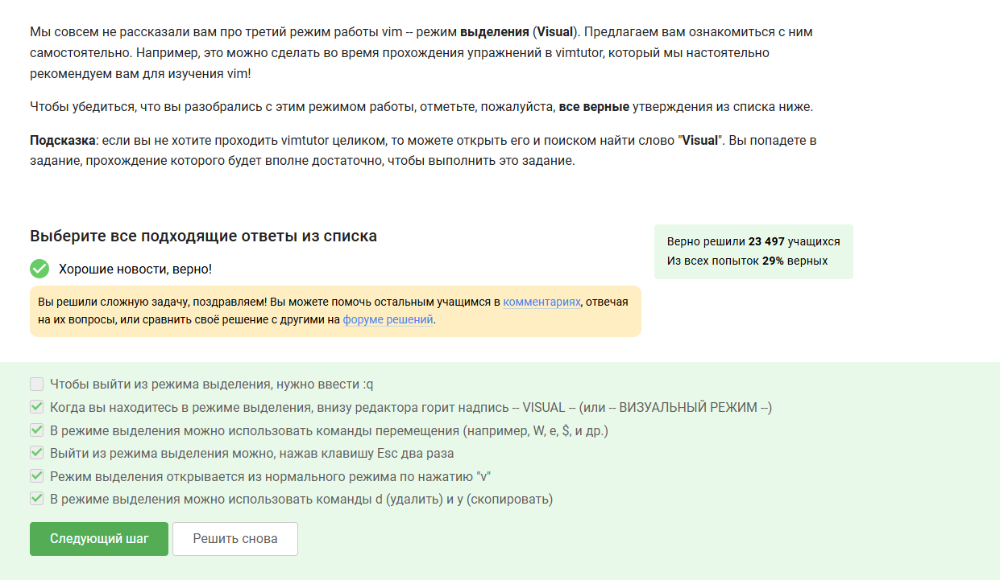 Мы совсем не рассказали вам про третий режим работы vim -- режим выделения (Visual). Предлагаем вам ознакомиться с ним
самостоятельно. Например, это можно сделать во время прохождения упражнений в vimtutor, который мы настоятельно
рекомендуем вам для изучения vim!
Чтобы убедиться, что вы разобрались с этим режимом работы, отметьте, пожалуйста, все верные утверждения из списка ниже.
Подсказка: если вы не хотите проходить vimtutor целиком, то можете открыть его и поиском найти слово "Visual". Вы попадете в
задание, прохождение которого будет вполне достаточно, чтобы выполнить это задание.
Выберите все подходящие ответы из списка
Верно решили 23 497 учащихся
Из всех попыток 29% верных
Хорошие новости, верно!
Вы решили сложную задачу, поздравляем! Вы можете помочь остальным учащимся в комментариях, отвечая
на их вопросы, или сравнить своё решение с другими на форуме решений.
Чтобы выйти из режима выделения, нужно ввести :q
Когда вы находитесь в режиме выделения, внизу редактора горит надпись -- VISUAL -- (или -- ВИЗУАЛЬНЫЙ РЕЖИМ --)
В режиме выделения можно использовать команды перемещения (например, W, e, $, и др.)
Выйти из режима выделения можно, нажав клавишу Esc два раза
Режим выделения открывается из нормального режима по нажатию "v"
В режиме выделения можно использовать команды d (удалить) и y (скопировать)
Следующий шаг
Решить снова